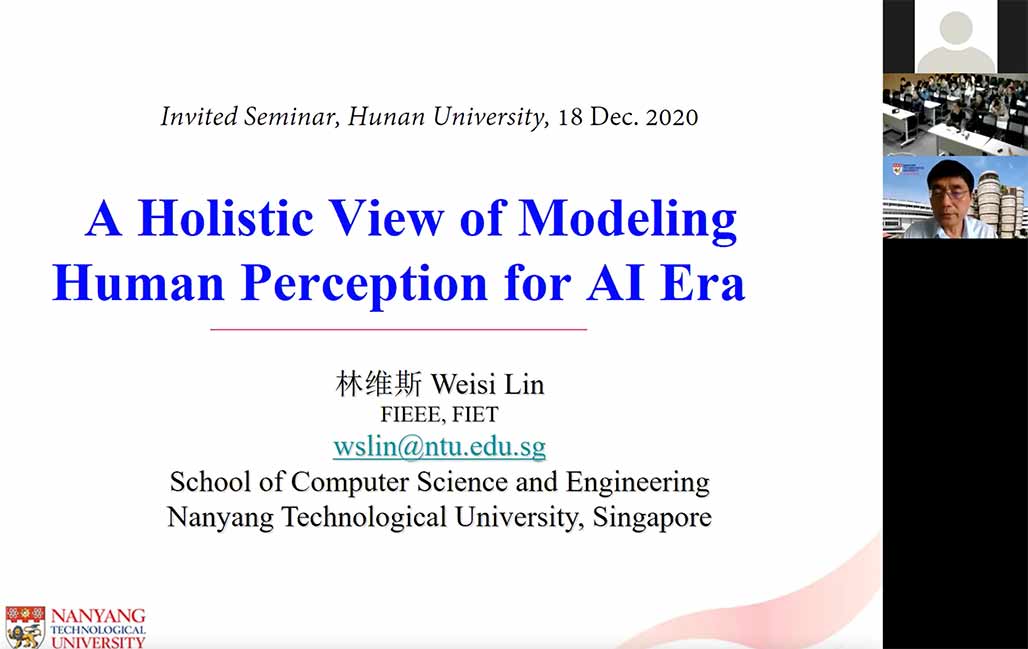 Invited Seminar, Hunan University, 18 Dec. 2020
A Holistic View of Modeling
Human Perception for AI Era
林维斯 Weisi Lin
FIEEE, FIET
wslin@ntu.edu.sg
School of Computer Science and Engineering
Nanyang Technological University, Singapore
NANYANG
TECHNOLOGICAL
UNIVERSITY